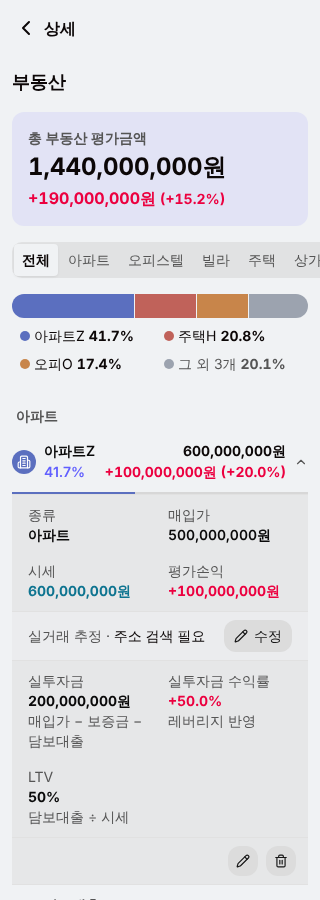 상세
부동산
총 부동산 평가금액
1,440,000,000원
+190,000,000원 (+15.2%)
전체 아파트 오피스텔 빌라 주택 상가
아파트Z 41.7% 주택H 20.8%
오피O 17.4% 그 외 3개 20.1%
아파트
아파트Z 600,000,000원
41.7% +100,000,000원 (+20.0%)
종류 매입가
아파트 500,000,000원
시세 평가손익
600,000,000원 +100,000,000원
실거래 추정 · 주소 검색 필요 수정
실투자금 실투자금 수익률
200,000,000원 +50.0%
매입가 − 보증금 − 레버리지 반영
담보대출
LTV
50%
담보대출 ÷ 시세